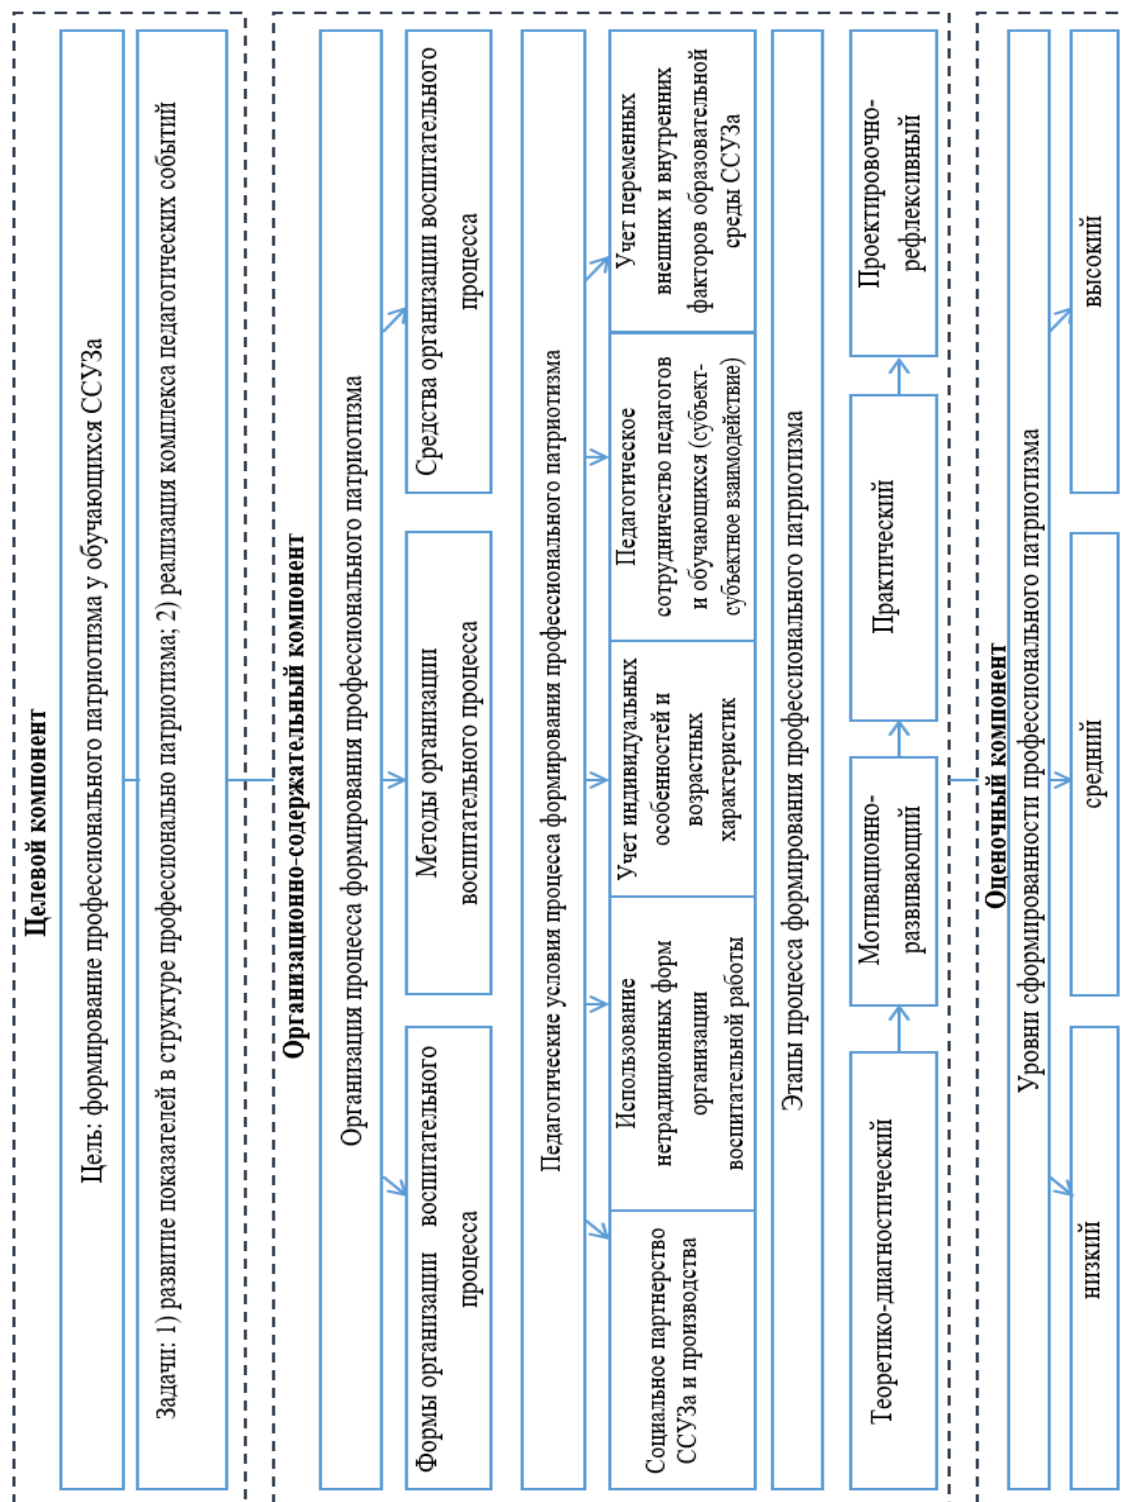 Целевой компонент
Цель: формирование профессионального патриотизма у обучающихся ССУЗа
Задачи: 1) развитие показателей в структуре профессионально патриотизма; 2) реализация комплекса педагогических событий
Организационно-содержательный компонент
Организация процесса формирования профессионального патриотизма
Формы организации воспитательного
процесса
Методы организации
воспитательного процесса
Средства организации воспитательного
процесса
Педагогические условия процесса формирования профессионального патриотизма
Социальное партнерство
ССУЗа и производства
Использование
нетрадиционных форм
организации
воспитательной работы
Учет индивидуальных
особенностей и
возрастных
характеристик
Педагогическое
сотрудничество педагогов
и обучающихся (субъект-
субъектное взаимодействие)
Учет переменных
внешних и внутренних
факторов образовательной
среды ССУЗа
Этапы процесса формирования профессионального патриотизма
Теоретико-диагностический
Мотивационно-
развивающий
Практический
Проектировочно-
рефлексивный
Оценочный компонент
Уровни сформированности профессионального патриотизма
низкий
средний
высокий